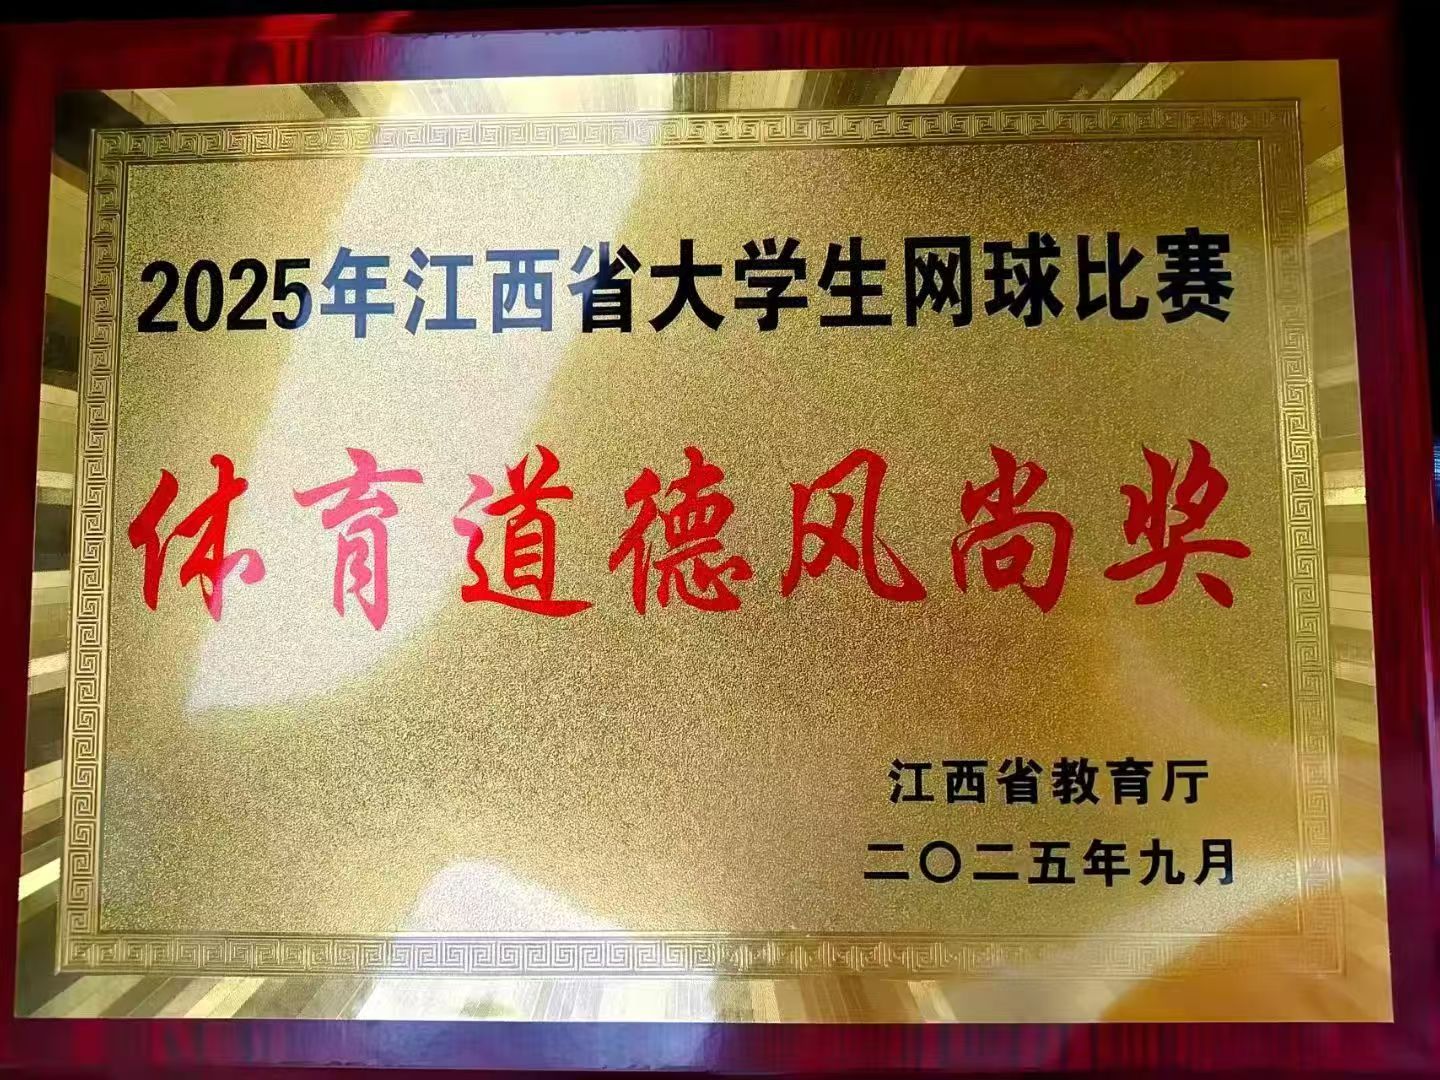 2025年江西省大学生网球比赛
体育道德风尚奖
江西省教育厅
二〇二五年九月